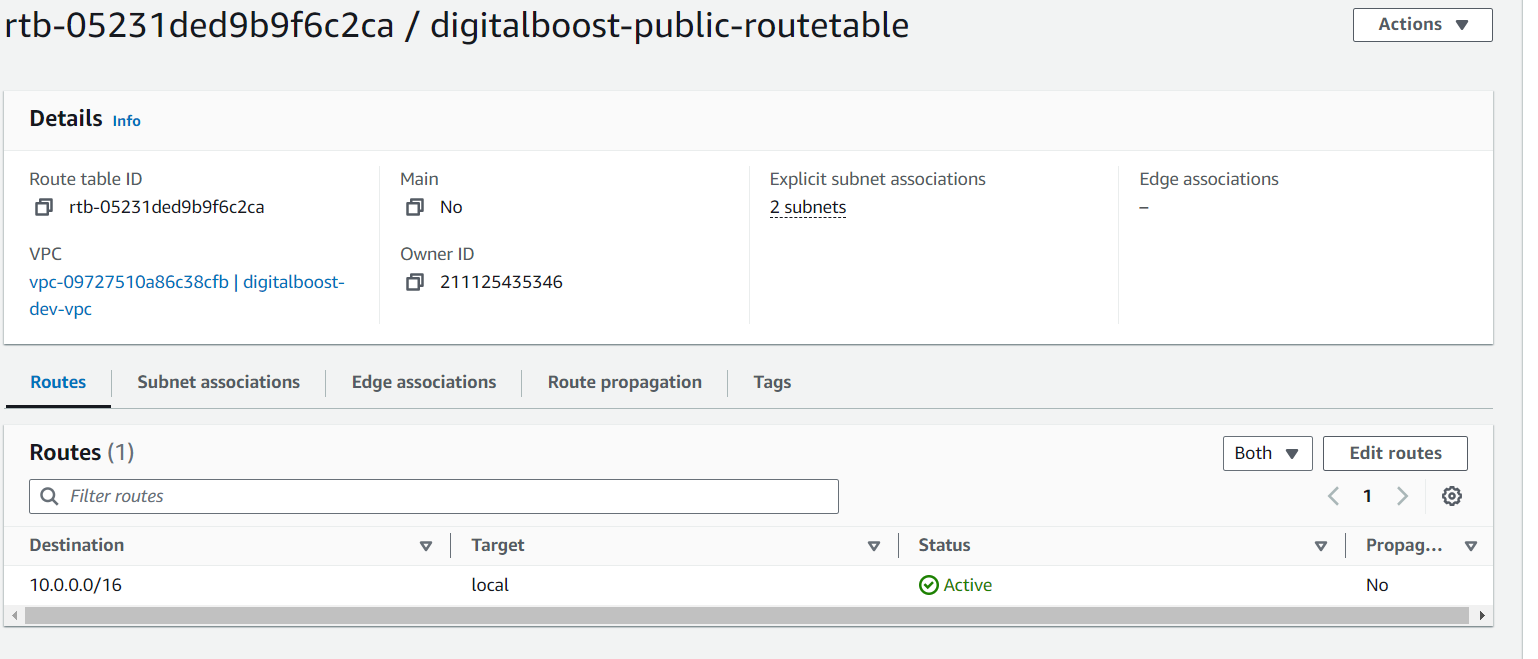 rtb-05231ded9b9f6c2ca / digitalboost-public-routetable
Actions
Details Info
Route table ID
rtb-05231ded9b9f6c2ca
Main
No
Explicit subnet associations
2 subnets
Edge associations
–
VPC
vpc-09727510a86c38cfb | digitalboost-
dev-vpc
Owner ID
211125435346
Routes
Subnet associations
Edge associations
Route propagation
Tags
Routes (1)
Both
Edit routes
Filter routes
1
Destination
Target
Status
Propag...
10.0.0.0/16
local
Active
No